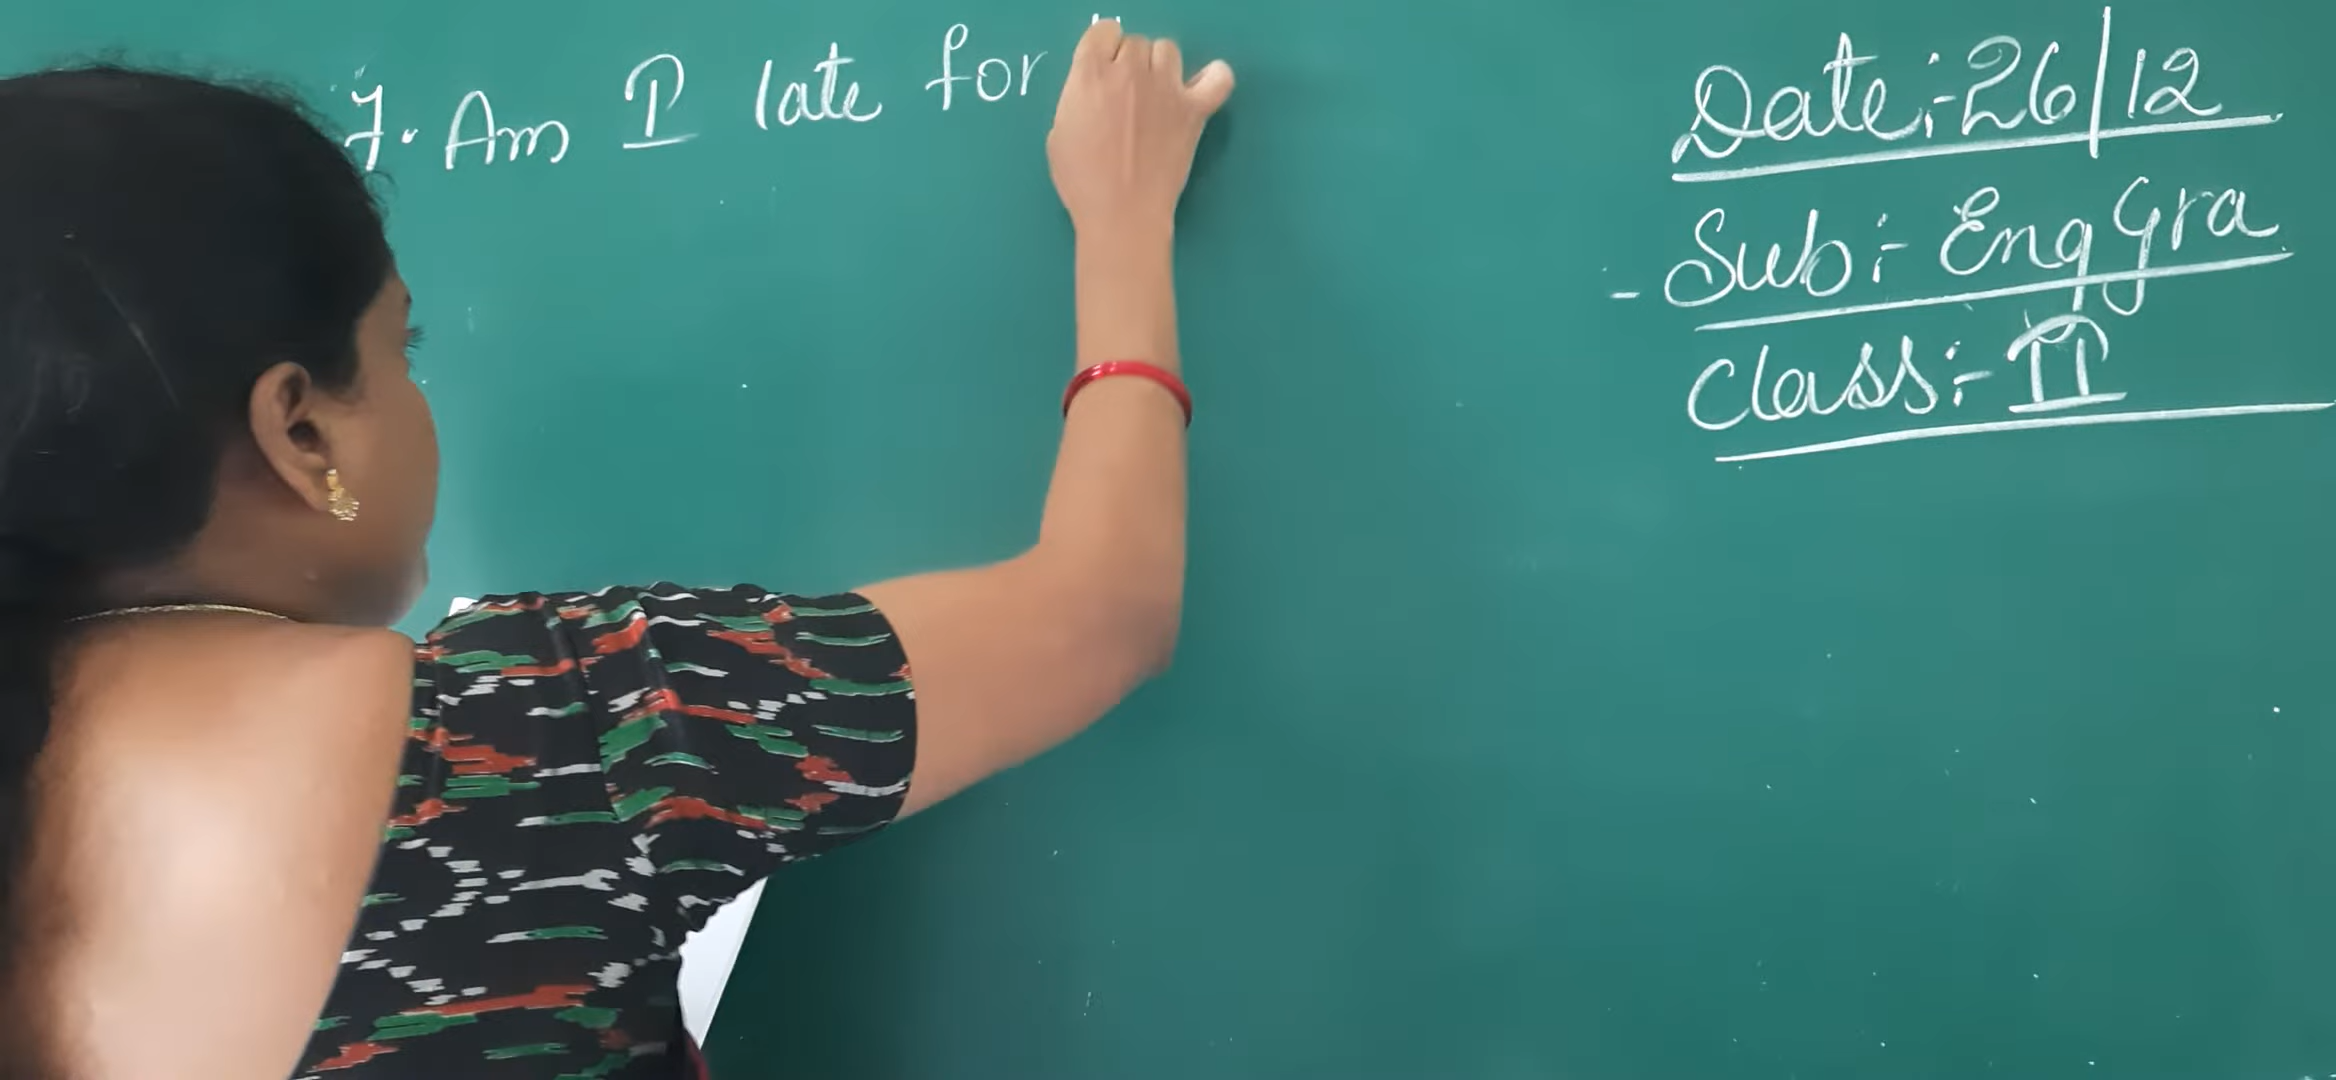 7. Am I late for
Date:-26/12
Sub:- Eng Gra
Class:- II